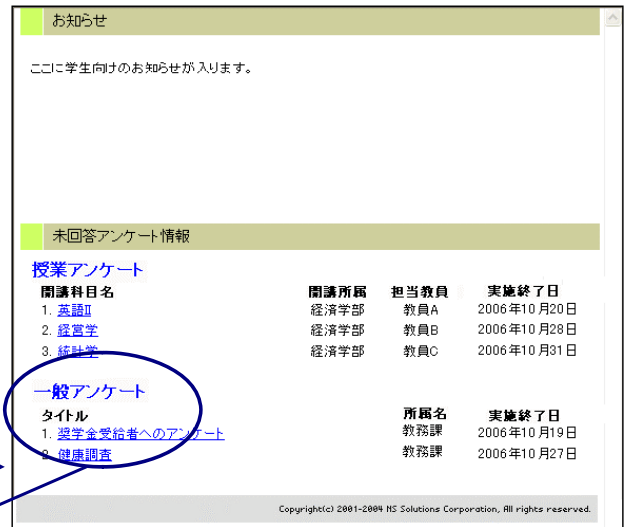 お知らせ
ここに学生向けのお知らせが入ります。
未回答アンケート情報
授業アンケート
開講科目名 開講所属 担当教員 実施終了日
1. 英語II 経済学部 教員A 2006年10月20日
2. 経営学 経済学部 教員B 2006年10月28日
3. 統計学 経済学部 教員C 2006年10月31日
一般アンケート
タイトル 所属名 実施終了日
1. 奨学金受給者へのアンケート 教務課 2006年10月19日
2. 健康調査 教務課 2006年10月27日
Copyright(c) 2001-2004 NS Solutions Corporation, All rights reserved.